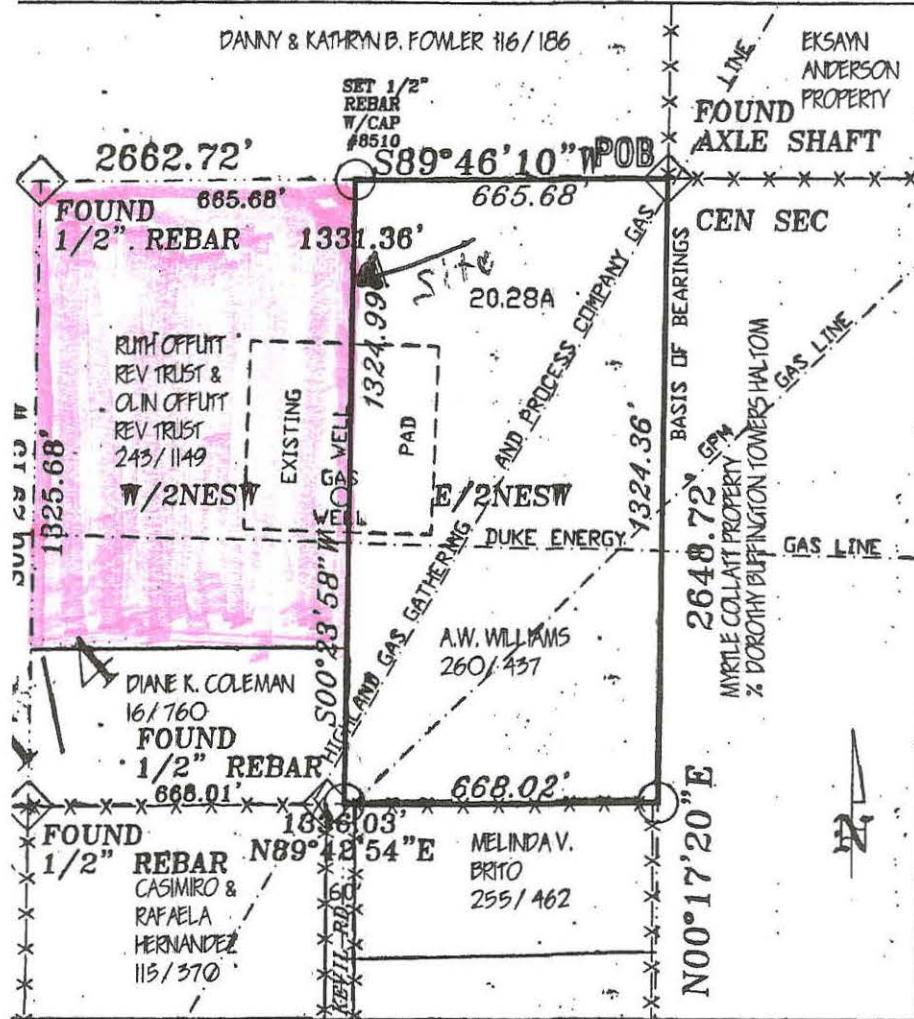 DANNY & KATHRYN B. FOWLER 116/186
EKSAYN
ANDERSON
PROPERTY
LINE
SET 1/2"
REBAR
W/CAP
#8510
FOUND
AXLE SHAFT
2662.72'
S89°46'10"W
POB
665.68'
665.68'
FOUND
1/2" REBAR
1331.36'
CEN SEC
Site
20.28A
1324.99'
RUTH OFFUTT
REV TRUST &
OLIN OFFUTT
REV TRUST
243/1149
EXISTING
GAS WELL
PAD
HIGHLAND GAS GATHERING AND PROCESS COMPANY GAS
BASIS OF BEARINGS
GPM GAS LINE
1325.68'
W/2NESW
E/2NESW
1324.36'
DUKE ENERGY
GAS LINE
2648.72'
MYRTLE COLLATT PROPERTY
% DOROTHY BUFFINGTON TOWERS HALTOM
S00°23'58"W
A.W. WILLIAMS
260/437
DIANE K. COLEMAN
16/760
FOUND
1/2" REBAR
668.01'
668.02'
1336.03'
N89°42'54"E
FOUND
1/2" REBAR
CASIMIRO &
RAFAELA
HERNANDEZ
115/370
60'
KEVIL RD
MELINDA V.
BRITO
255/462
N00°17'20"E
N